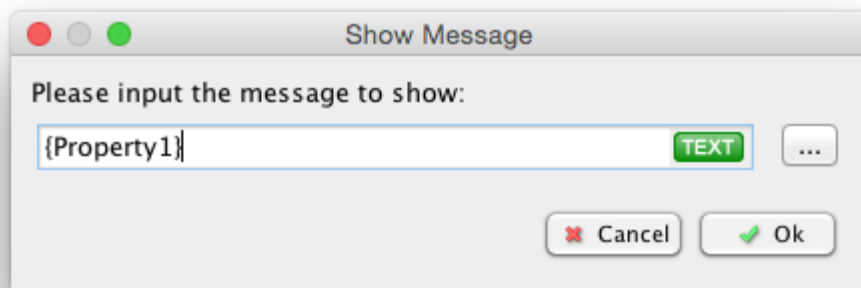 Show Message
Please input the message to show:
{Property1}
TEXT
...
Cancel
Ok